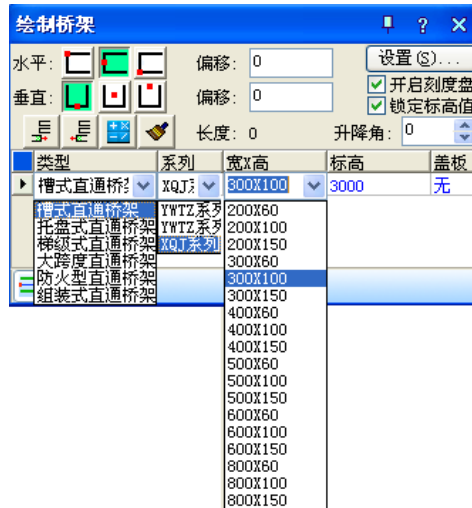 绘制桥架
水平: 偏移: 0 设置(S)...
垂直: 偏移: 0 开启刻度盘
锁定标高值
长度: 0 升降角: 0
类型 系列 宽X高 标高 盖板
槽式直通桥 XQJ 300X100 3000 无
槽式直通桥架 YWTZ系列 200X60
托盘式直通桥架 YWTZ系列 200X100
梯级式直通桥架 XQJ系列 200X150
大跨度直通桥架 300X60
防火型直通桥架 300X100
组装式直通桥架 300X150
400X60
400X100
400X150
500X60
500X100
500X150
600X60
600X100
600X150
800X60
800X100
800X150